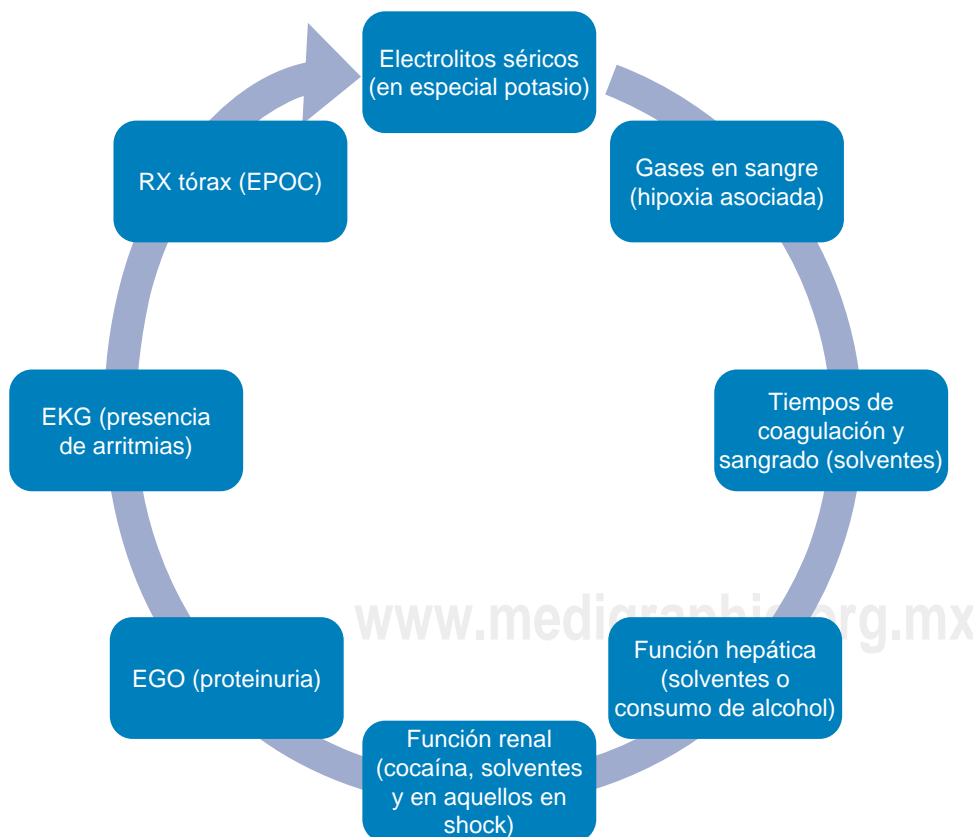 Electrolitos séricos
(en especial potasio)
Gases en sangre
(hipoxia asociada)
Tiempos de
coagulación y
sangrado (solventes)
Función hepática
(solventes o
consumo de alcohol)
Función renal
(cocaína, solventes
y en aquellos en
shock)
EGO (proteinuria)
EKG (presencia
de arritmias)
RX tórax (EPOC)
www.medigraphic.org.mx